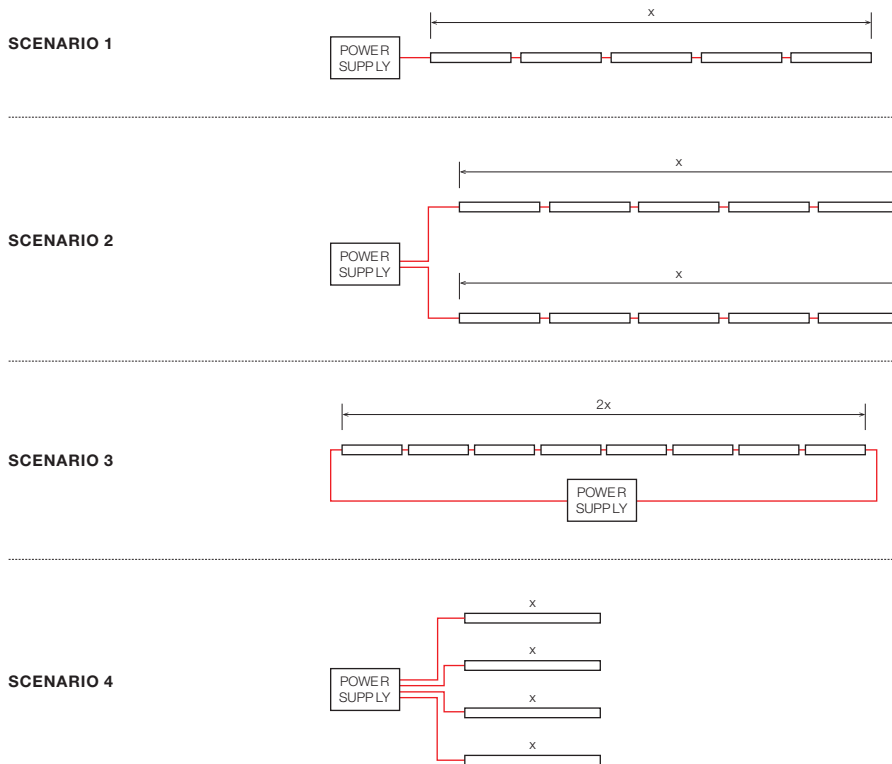 x
SCENARIO 1
POWER
SUPPLY
x
SCENARIO 2
POWER
SUPPLY
x
2x
SCENARIO 3
POWER
SUPPLY
x
x
SCENARIO 4
POWER
SUPPLY
x
x